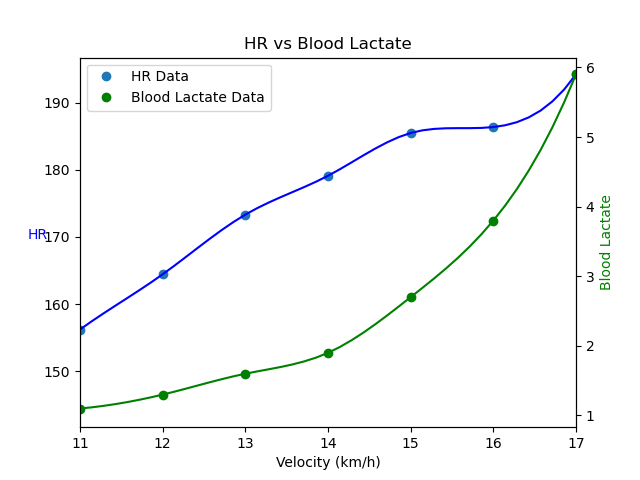 HR vs Blood Lactate
HR Data
Blood Lactate Data
190
180
170
160
150
HR
6
5
4
3
2
1
Blood Lactate
11 12 13 14 15 16 17
Velocity (km/h)